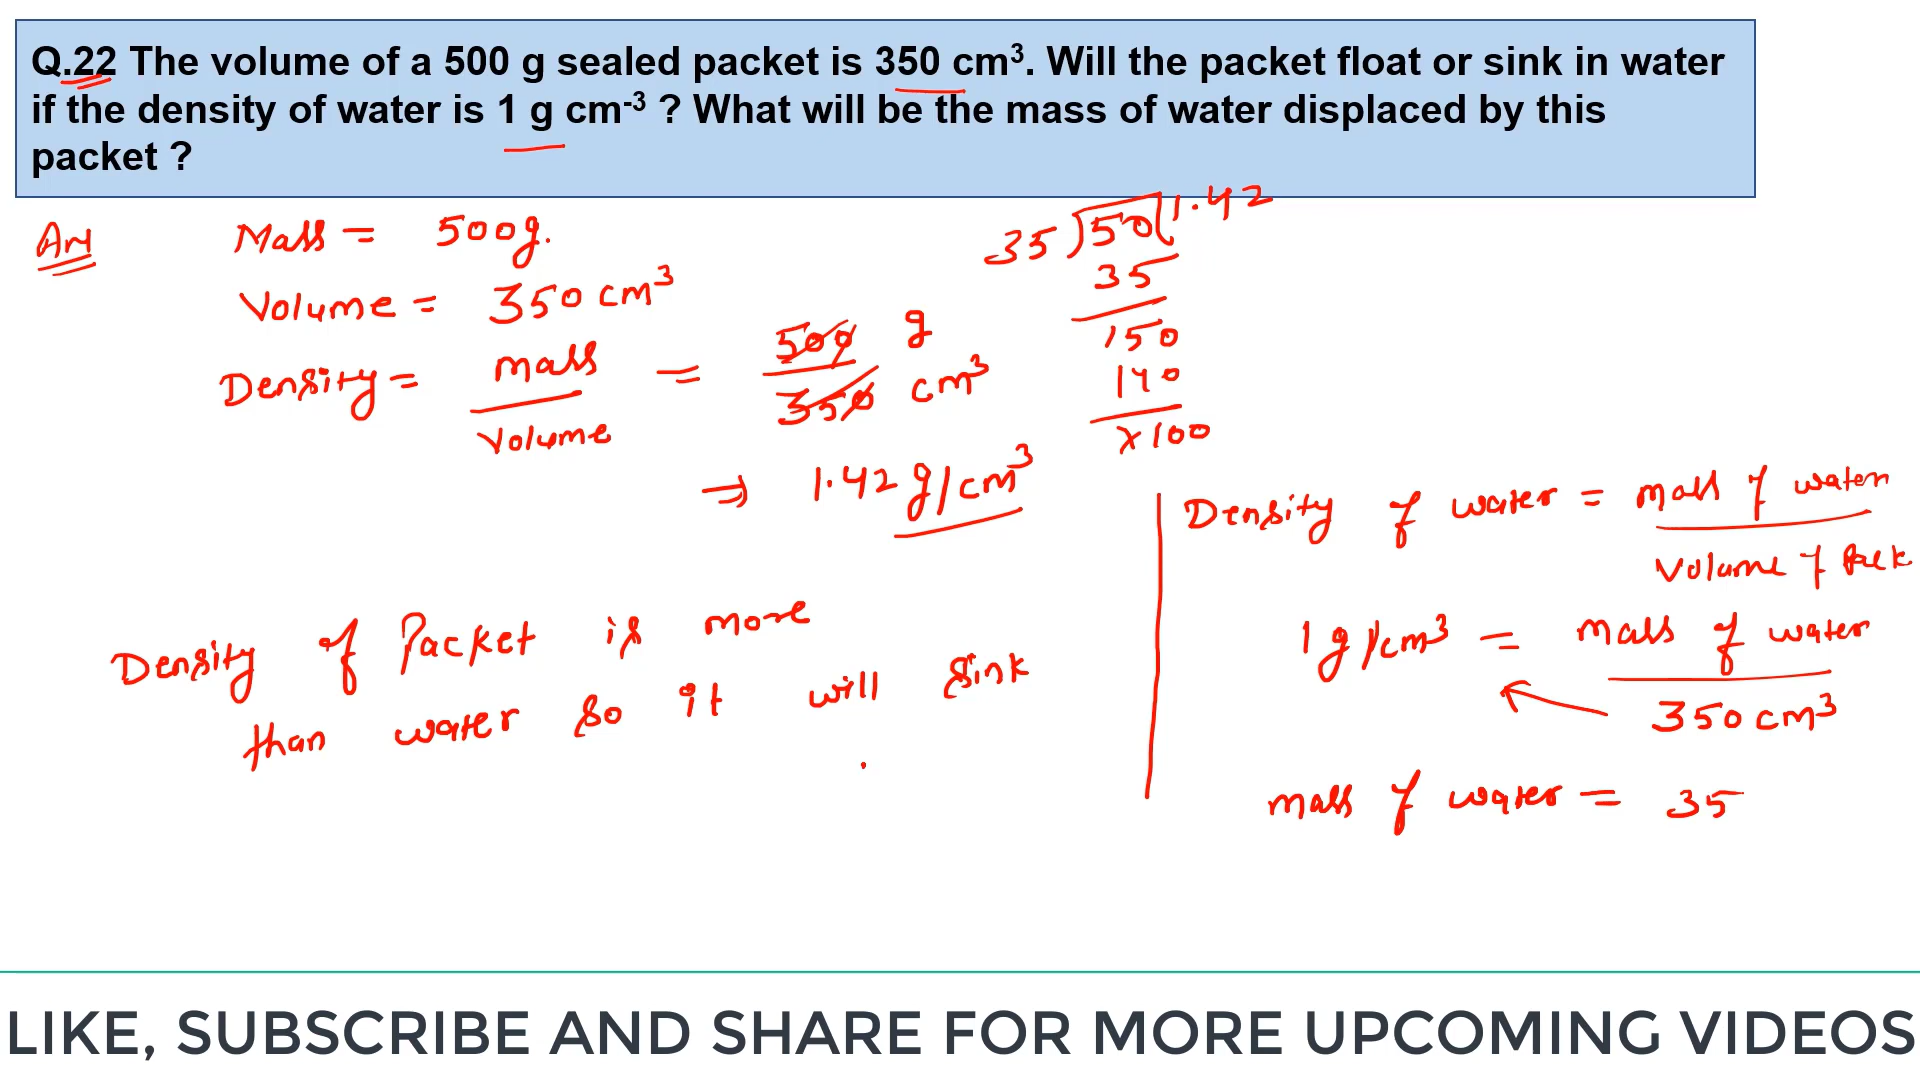 Q.22 The volume of a 500 g sealed packet is 350 cm³. Will the packet float or sink in water
if the density of water is 1 g cm⁻³ ? What will be the mass of water displaced by this
packet ?
Ans
Mass = 500g.
Volume = 350 cm³
Density = mass / volume = 500 g / 350 cm³
⇒ 1.42 g/cm³
35)50(1.42
35
150
140
×100
Density of Packet is more
than water so it will sink
Density of water = mass of water / Volume of
1 g/cm³ = mass of water / 350 cm³
mass of water = 35
LIKE, SUBSCRIBE AND SHARE FOR MORE UPCOMING VIDEOS